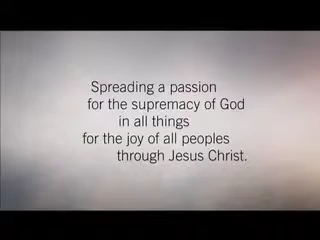 Spreading a passion
for the supremacy of God
in all things
for the joy of all peoples
through Jesus Christ.